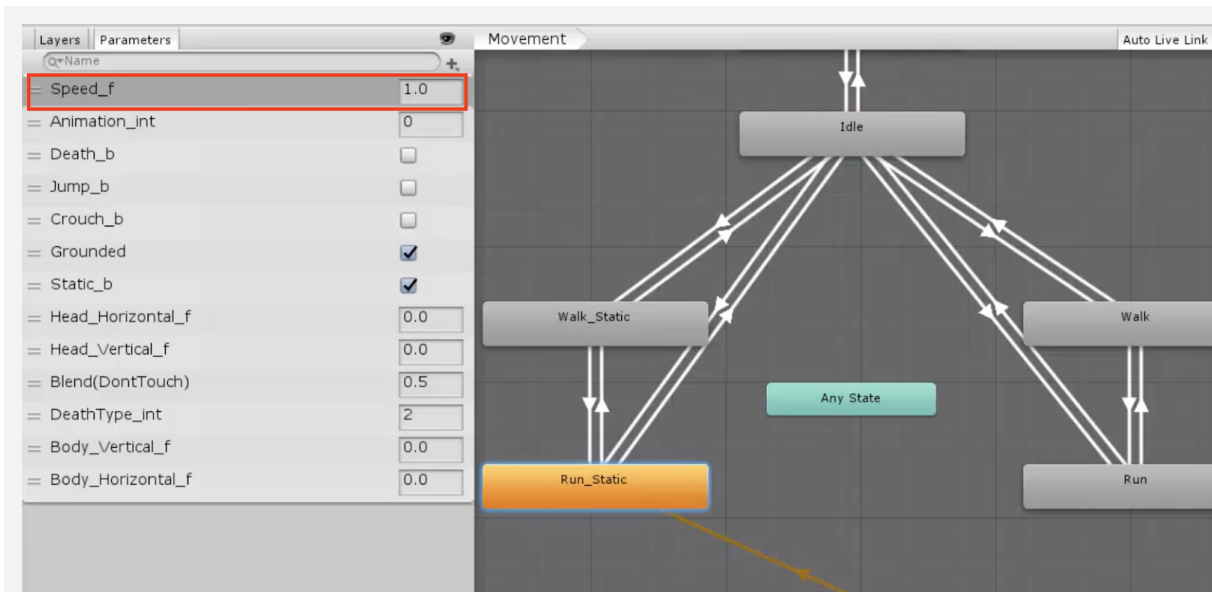 Layers Parameters
Name
Speed_f 1.0
Animation_int 0
Death_b
Jump_b
Crouch_b
Grounded
Static_b
Head_Horizontal_f 0.0
Head_Vertical_f 0.0
Blend(DontTouch) 0.5
DeathType_int 2
Body_Vertical_f 0.0
Body_Horizontal_f 0.0
Movement Auto Live Link
Idle
Walk_Static Walk
Any State
Run_Static Run